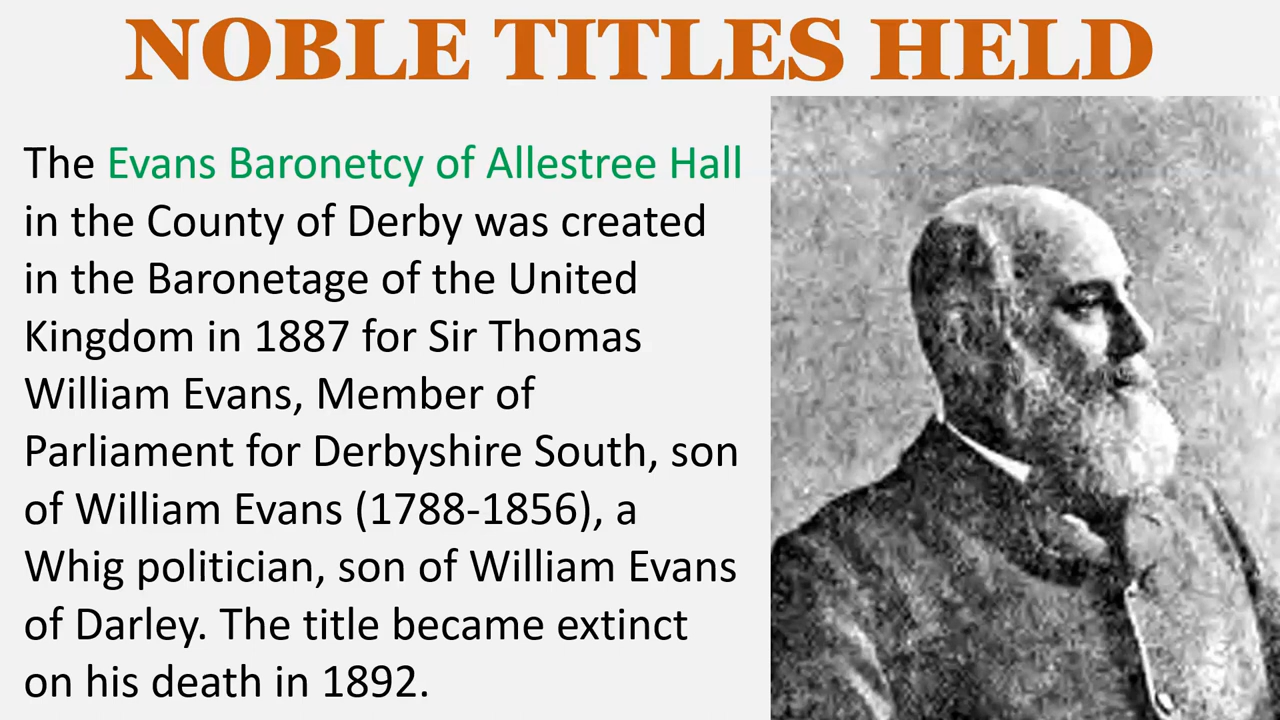 NOBLE TITLES HELD
The Evans Baronetcy of Allestree Hall
in the County of Derby was created
in the Baronetage of the United
Kingdom in 1887 for Sir Thomas
William Evans, Member of
Parliament for Derbyshire South, son
of William Evans (1788-1856), a
Whig politician, son of William Evans
of Darley. The title became extinct
on his death in 1892.